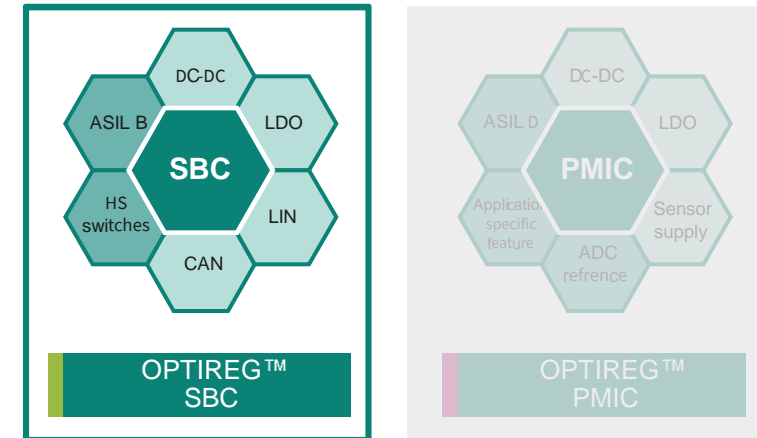 DC-DC
ASIL B
LDO
SBC
HS
switches
LIN
CAN
OPTIREG™
SBC
DC-DC
ASIL D
LDO
PMIC
Applicatio
specific
feature
Sensor
supply
ADC
refrence
OPTIREG™
PMIC